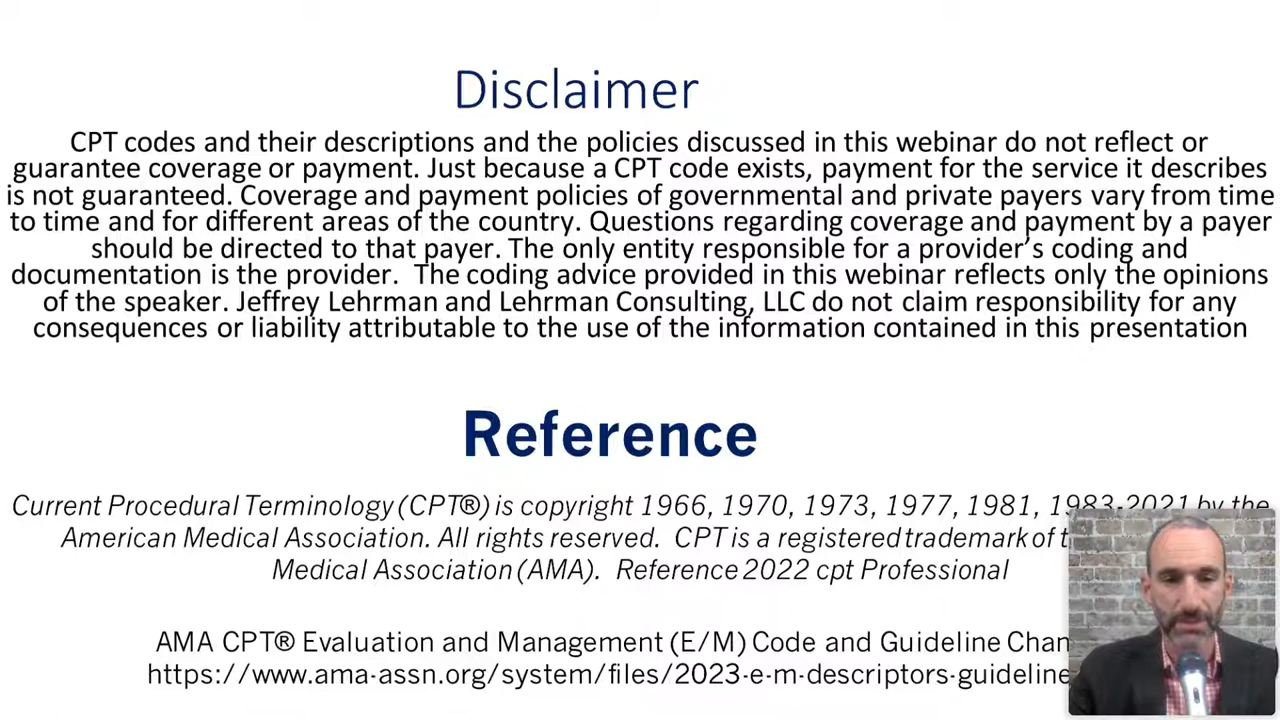 Disclaimer
CPT codes and their descriptions and the policies discussed in this webinar do not reflect or
guarantee coverage or payment. Just because a CPT code exists, payment for the service it describes
is not guaranteed. Coverage and payment policies of governmental and private payers vary from time
to time and for different areas of the country. Questions regarding coverage and payment by a payer
should be directed to that payer. The only entity responsible for a provider's coding and
documentation is the provider.  The coding advice provided in this webinar reflects only the opinions
of the speaker. Jeffrey Lehrman and Lehrman Consulting, LLC do not claim responsibility for any
consequences or liability attributable to the use of the information contained in this presentation
Reference
Current Procedural Terminology (CPT®) is copyright 1966, 1970, 1973, 1977, 1981, 1983-2021 by the
American Medical Association. All rights reserved.  CPT is a registered trademark of
Medical Association (AMA).  Reference 2022 cpt Professional
AMA CPT® Evaluation and Management (E/M) Code and Guideline
https://www.ama-assn.org/system/files/2023-e-m-descriptors-guideline